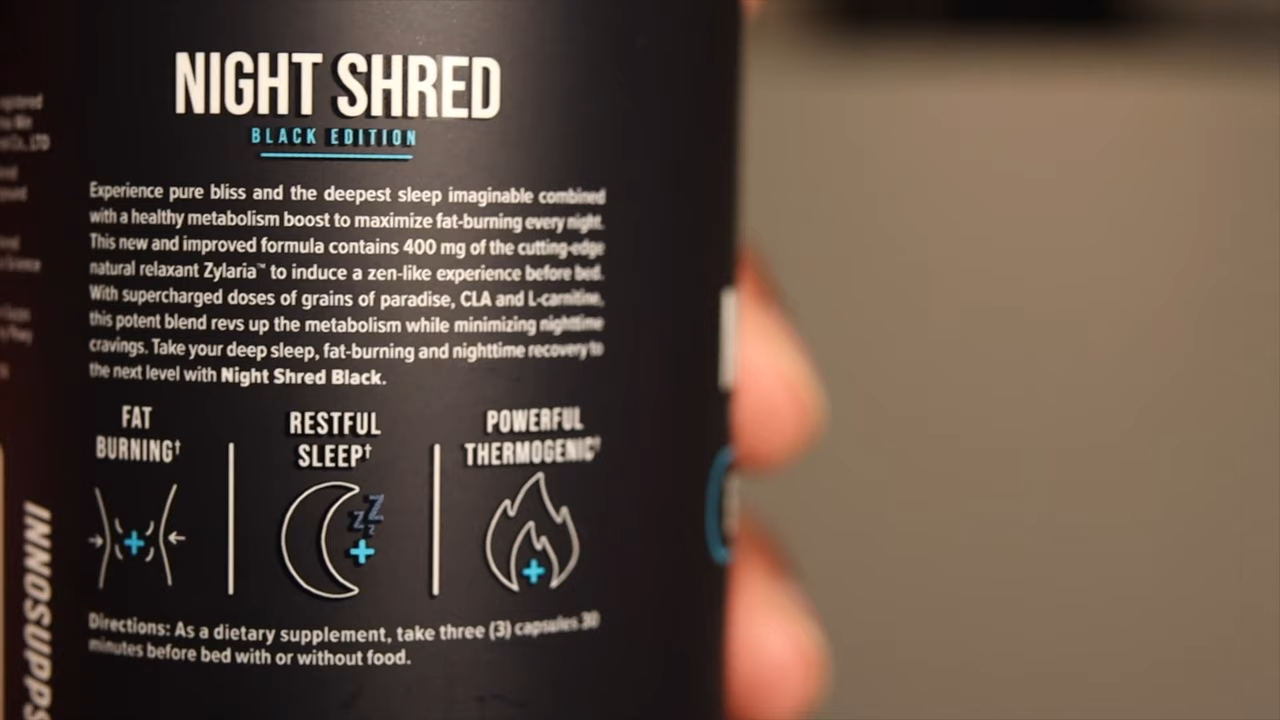 NIGHT SHRED
BLACK EDITION
Experience pure bliss and the deepest sleep imaginable combined
with a healthy metabolism boost to maximize fat-burning every night.
This new and improved formula contains 400 mg of the cutting-edge
natural relaxant Zylaria™ to induce a zen-like experience before bed.
With supercharged doses of grains of paradise, CLA and L-carnitine,
this potent blend revs up the metabolism while minimizing nighttime
cravings. Take your deep sleep, fat-burning and nighttime recovery to
the next level with Night Shred Black.
FAT
BURNING†
RESTFUL
SLEEP†
POWERFUL
THERMOGENIC†
zzz
Directions: As a dietary supplement, take three (3) capsules 30
minutes before bed with or without food.
INNOSUPPS